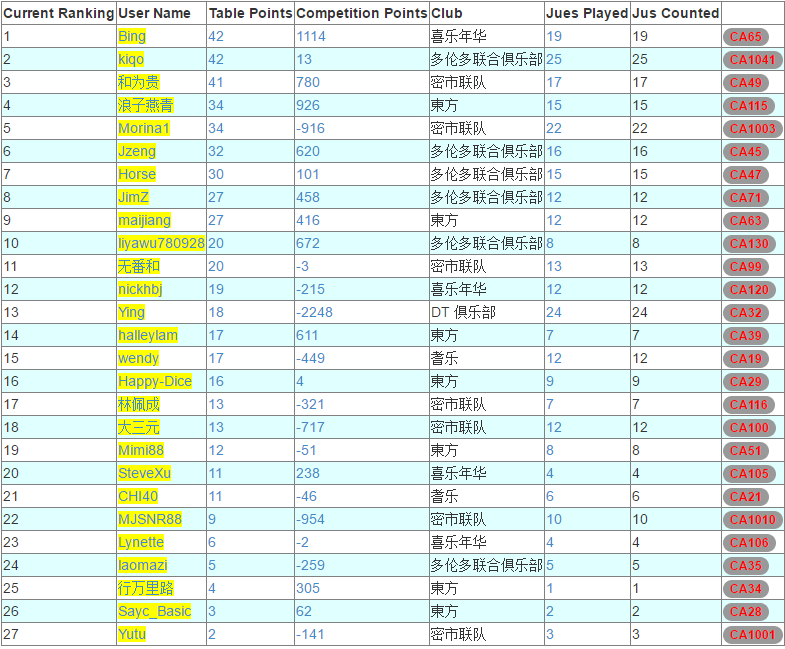 Current Ranking User Name Table Points Competition Points Club Jues Played Jus Counted
1 Bing 42 1114 喜乐年华 19 19 CA65
2 kiqo 42 13 多伦多联合俱乐部 25 25 CA1041
3 和为贵 41 780 密市联队 17 17 CA49
4 浪子燕青 34 926 東方 15 15 CA115
5 Morina1 34 -916 密市联队 22 22 CA1003
6 Jzeng 32 620 多伦多联合俱乐部 16 16 CA45
7 Horse 30 101 多伦多联合俱乐部 15 15 CA47
8 JimZ 27 458 多伦多联合俱乐部 12 12 CA71
9 maijiang 27 416 東方 12 12 CA63
10 liyawu780928 20 672 多伦多联合俱乐部 8 8 CA130
11 无番和 20 -3 密市联队 13 13 CA99
12 nickhbj 19 -215 喜乐年华 12 12 CA120
13 Ying 18 -2248 DT 俱乐部 24 24 CA32
14 halleylam 17 611 東方 7 7 CA39
15 wendy 17 -449 耆乐 12 12 CA19
16 Happy-Dice 16 4 東方 9 9 CA29
17 林佩成 13 -321 密市联队 7 7 CA116
18 大三元 13 -717 密市联队 12 12 CA100
19 Mimi88 12 -51 東方 8 8 CA51
20 SteveXu 11 238 喜乐年华 4 4 CA105
21 CHI40 11 -46 耆乐 6 6 CA21
22 MJSNR88 9 -954 密市联队 10 10 CA1010
23 Lynette 6 -2 喜乐年华 4 4 CA106
24 laomazi 5 -259 多伦多联合俱乐部 5 5 CA35
25 行万里路 4 305 東方 1 1 CA34
26 Sayc_Basic 3 62 東方 2 2 CA28
27 Yutu 2 -141 密市联队 3 3 CA1001